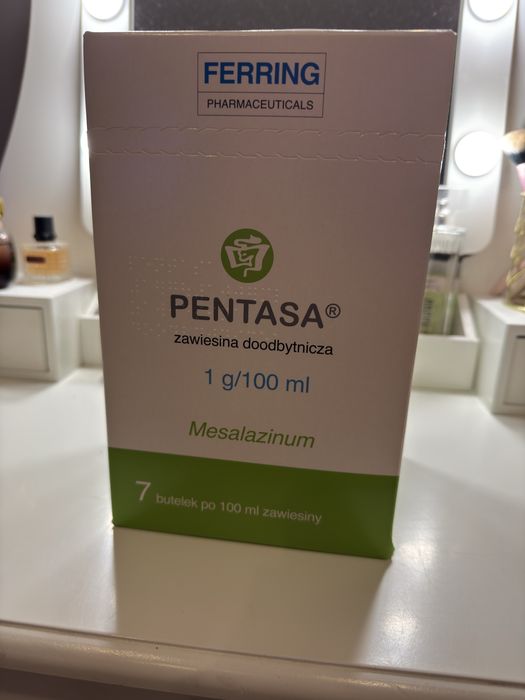 FERRING
PHARMACEUTICALS
PENTASA®
zawiesina doodbytnicza
1 g/100 ml
Mesalazinum
7 butelek po 100 ml zawiesiny